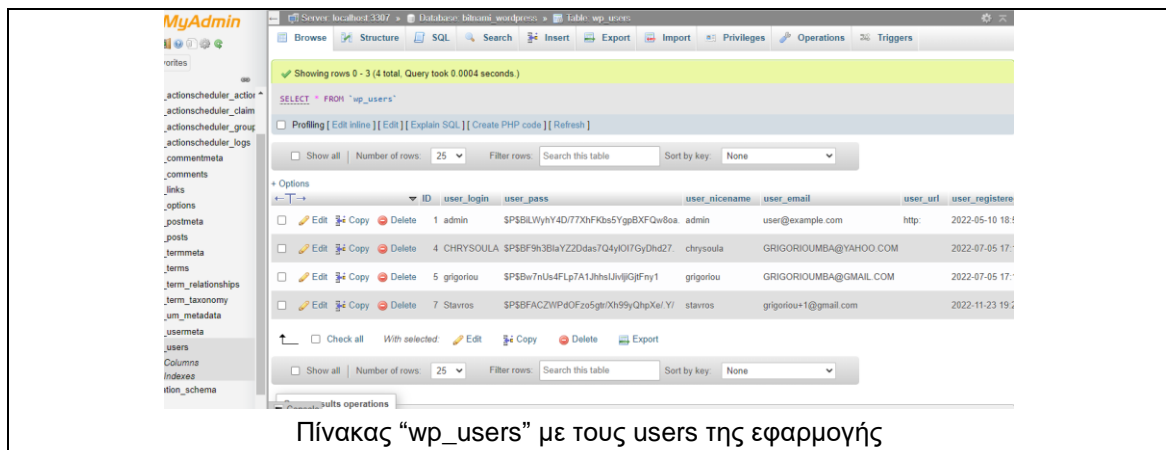 MyAdmin
Server: localhost:3307 » Database: bitnami_wordpress » Table: wp_users
Browse Structure SQL Search Insert Export Import Privileges Operations Triggers
orites
Showing rows 0 - 3 (4 total, Query took 0.0004 seconds.)
_actionscheduler_action
SELECT * FROM `wp_users`
_actionscheduler_claim
_actionscheduler_group
Profiling [ Edit inline ] [ Edit ] [ Explain SQL ] [ Create PHP code ] [ Refresh ]
_actionscheduler_logs
_commentmeta
Show all | Number of rows: 25 Filter rows: Search this table Sort by key: None
_comments
_links
+ Options
_options
←T→ ID user_login user_pass user_nicename user_email user_url user_registere
_postmeta
Edit Copy Delete 1 admin admin user@example.com http: 2022-05-10 18:
_posts
_termmeta
Edit Copy Delete 4 CHRYSOULA chrysoula GRIGORIOUMBA@YAHOO.COM 2022-07-05 17:
_terms
_term_relationships
Edit Copy Delete 5 grigoriou grigoriou GRIGORIOUMBA@GMAIL.COM 2022-07-05 17:
_term_taxonomy
_um_metadata
Edit Copy Delete 7 Stavros stavros grigoriou+1@gmail.com 2022-11-23 19:2
_usermeta
_users
Check all With selected: Edit Copy Delete Export
Columns
Indexes
Show all | Number of rows: 25 Filter rows: Search this table Sort by key: None
ation_schema
sults operations
Console
Πίνακας “wp_users” με τους users της εφαρμογής